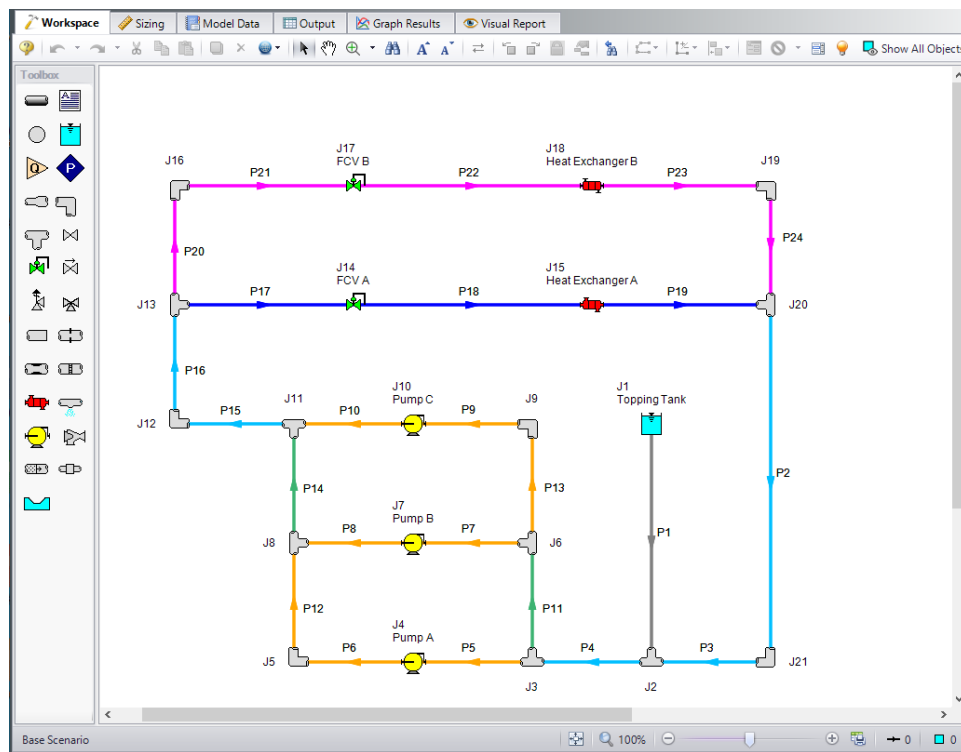 Workspace Sizing Model Data Output Graph Results Visual Report
A A Show All Objects
Toolbox
A
Q P
J16 J17 J18 J19
FCV B Heat Exchanger B
P21 P22 P23
P20 P24
J14 J15
FCV A Heat Exchanger A
P17 P18 P19
J13 J20
P16
J11 J10 J9 J1
Pump C Topping Tank
P15 P10 P9
J12
P2
P14 P13
J7
Pump B
P8 P7 P1
J8 J6
P12 P11
J4
Pump A
P6 P5 P4 P3
J5 J21
J3 J2
Base Scenario 100% 0 0